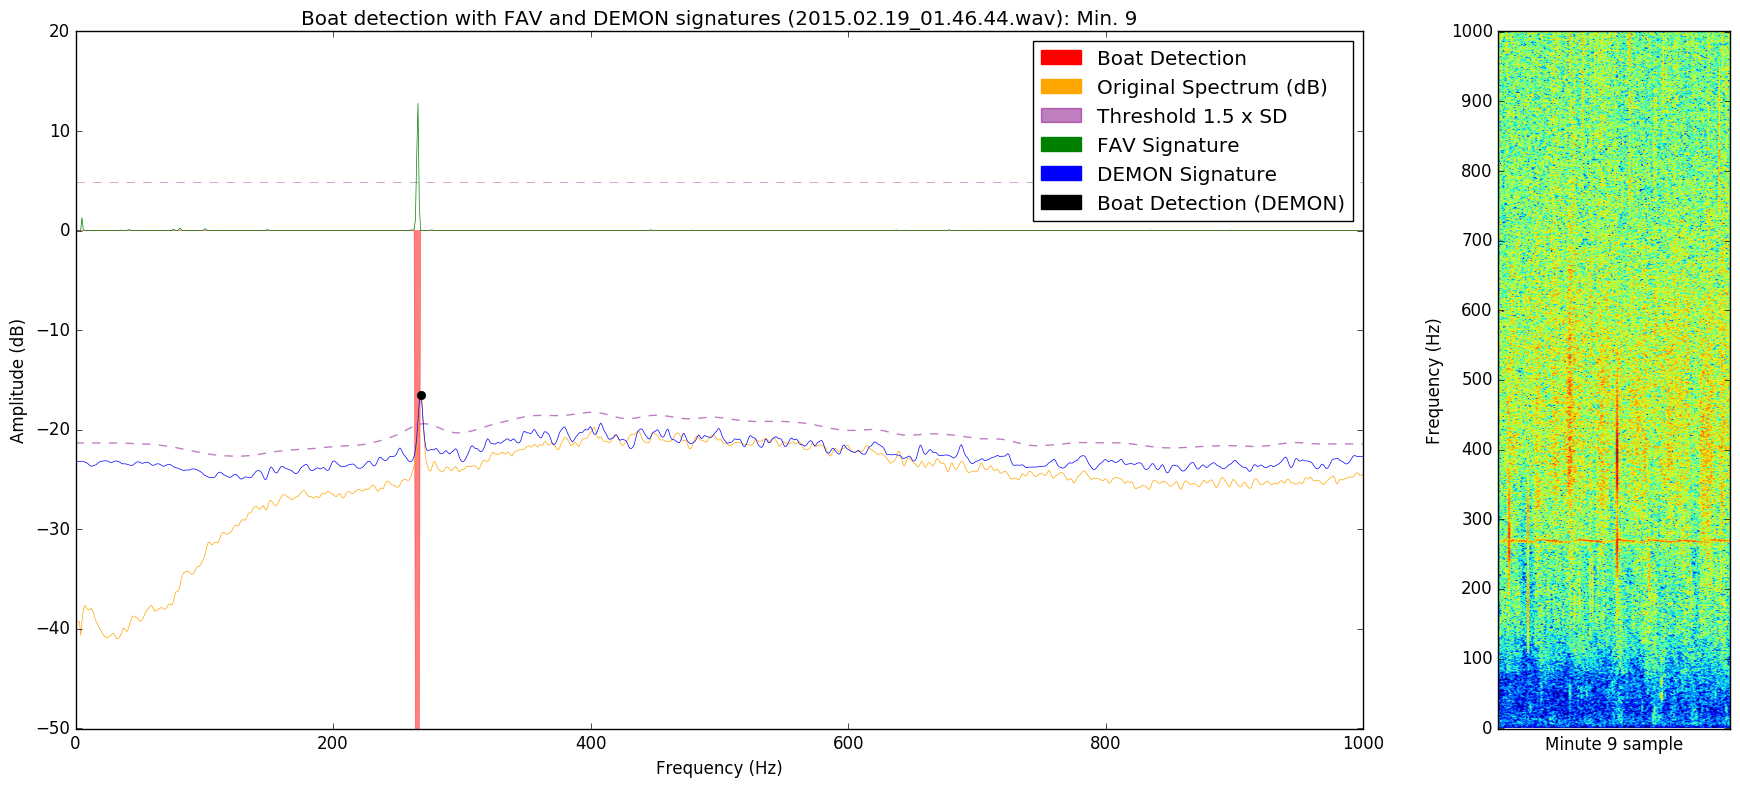 Boat detection with FAV and DEMON signatures (2015.02.19_01.46.44.wav): Min. 9
20
10
0
−10
−20
−30
−40
−50
Amplitude (dB)
0
200
400
600
800
1000
Frequency (Hz)
Boat Detection
Original Spectrum (dB)
Threshold 1.5 x SD
FAV Signature
DEMON Signature
Boat Detection (DEMON)
1000
900
800
700
600
500
400
300
200
100
0
Frequency (Hz)
Minute 9 sample